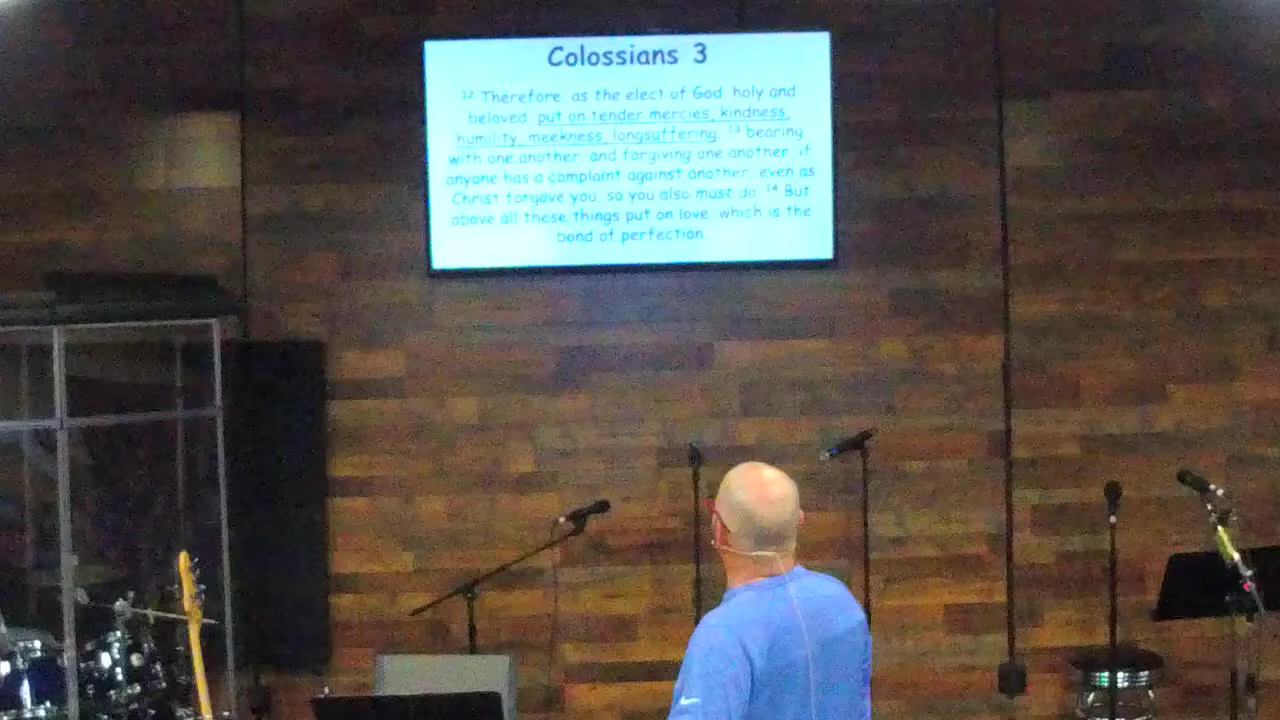 Colossians 3
12 Therefore, as the elect of God, holy and
beloved, put on tender mercies, kindness,
humility, meekness, longsuffering; 13 bearing
with one another, and forgiving one another, if
anyone has a complaint against another; even as
Christ forgave you, so you also must do. 14 But
above all these things put on love, which is the
bond of perfection.